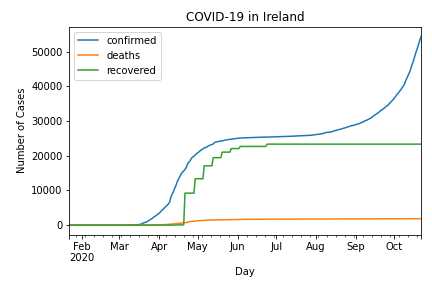 COVID-19 in Ireland
confirmed
deaths
recovered
Number of Cases
50000
40000
30000
20000
10000
0
Feb Mar Apr May Jun Jul Aug Sep Oct
2020
Day